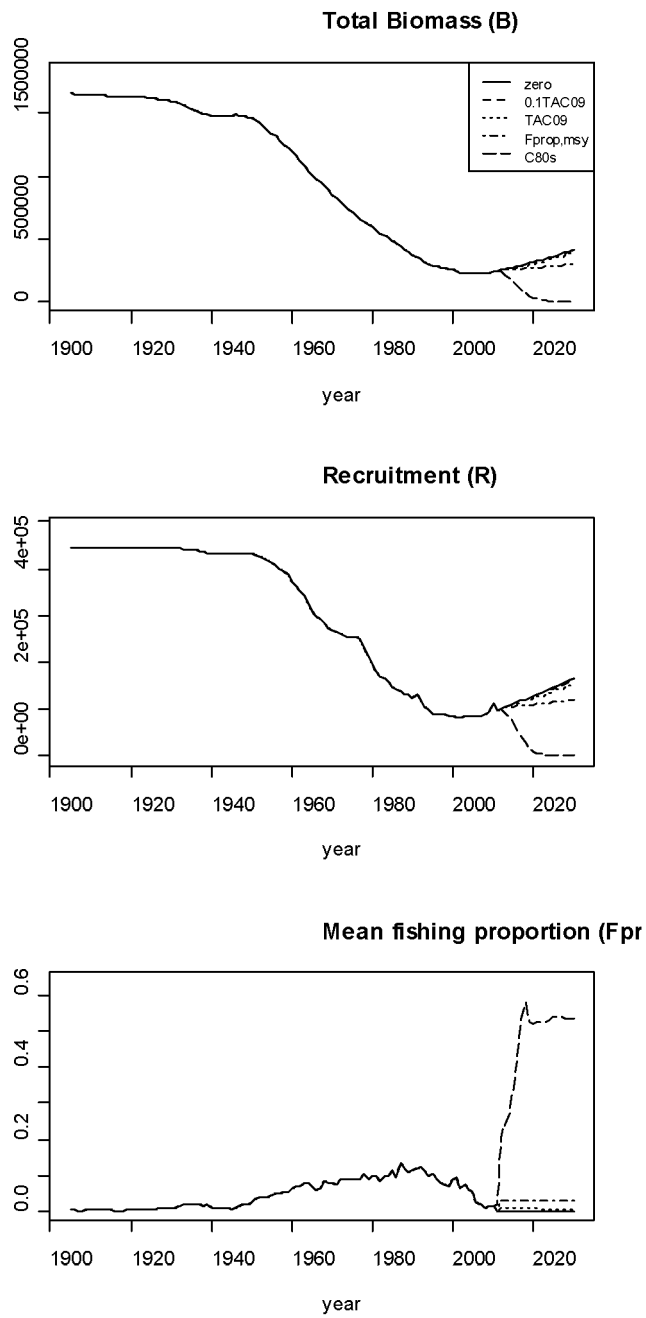 Total Biomass (B)
1500000
500000
0
zero
0.1TAC09
TAC09
Fprop,msy
C80s
1900 1920 1940 1960 1980 2000 2020
year
Recruitment (R)
4e+05
2e+05
0e+00
1900 1920 1940 1960 1980 2000 2020
year
Mean fishing proportion (Fpr
0.6
0.4
0.2
0.0
1900 1920 1940 1960 1980 2000 2020
year